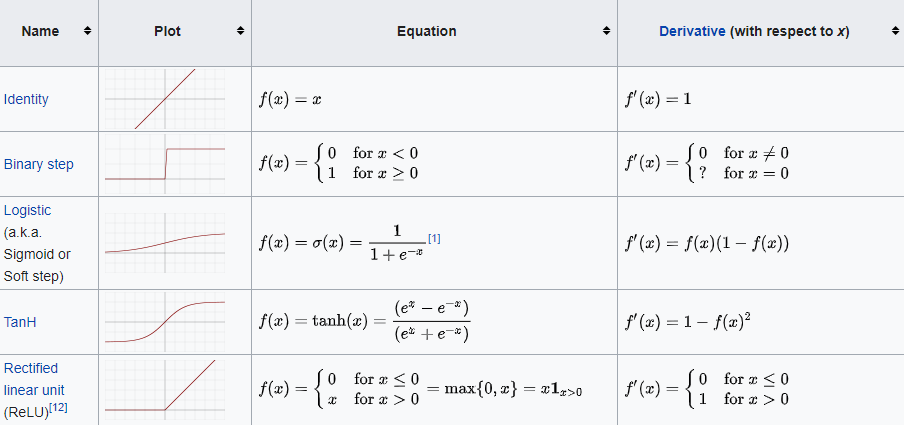 Name Plot Equation Derivative (with respect to x)
Identity f(x) = x f′(x) = 1
Binary step f(x) = { 0 for x < 0
1 for x ≥ 0
f′(x) = { 0 for x ≠ 0
? for x = 0
Logistic
(a.k.a.
Sigmoid or
Soft step)
f(x) = σ(x) = 1 / (1 + e^−x) [1]
f′(x) = f(x)(1 − f(x))
TanH f(x) = tanh(x) = (e^x − e^−x) / (e^x + e^−x)
f′(x) = 1 − f(x)²
Rectified
linear unit
(ReLU)[12]
f(x) = { 0 for x ≤ 0
x for x > 0
= max{0, x} = x1x>0
f′(x) = { 0 for x ≤ 0
1 for x > 0